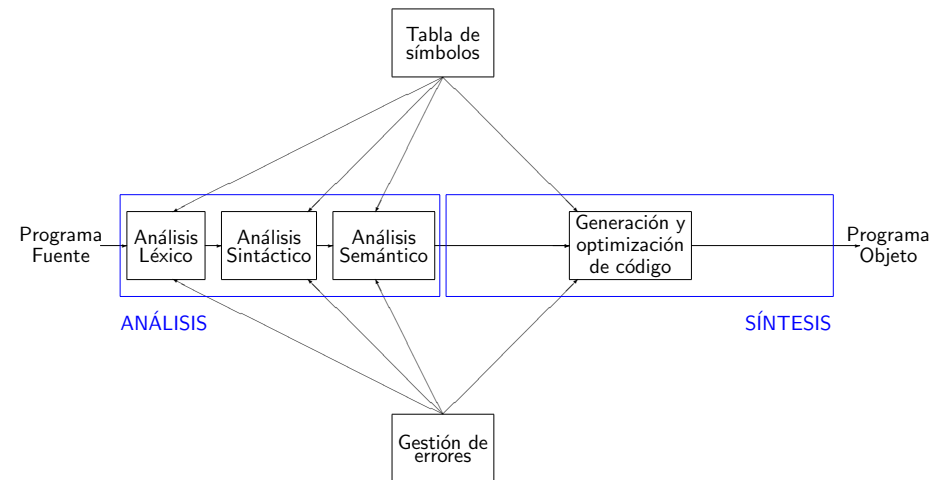 Tabla de
símbolos
Programa
Fuente
Análisis
Léxico
Análisis
Sintáctico
Análisis
Semántico
Generación y
optimización
de código
Programa
Objeto
ANÁLISIS
SÍNTESIS
Gestión de
errores